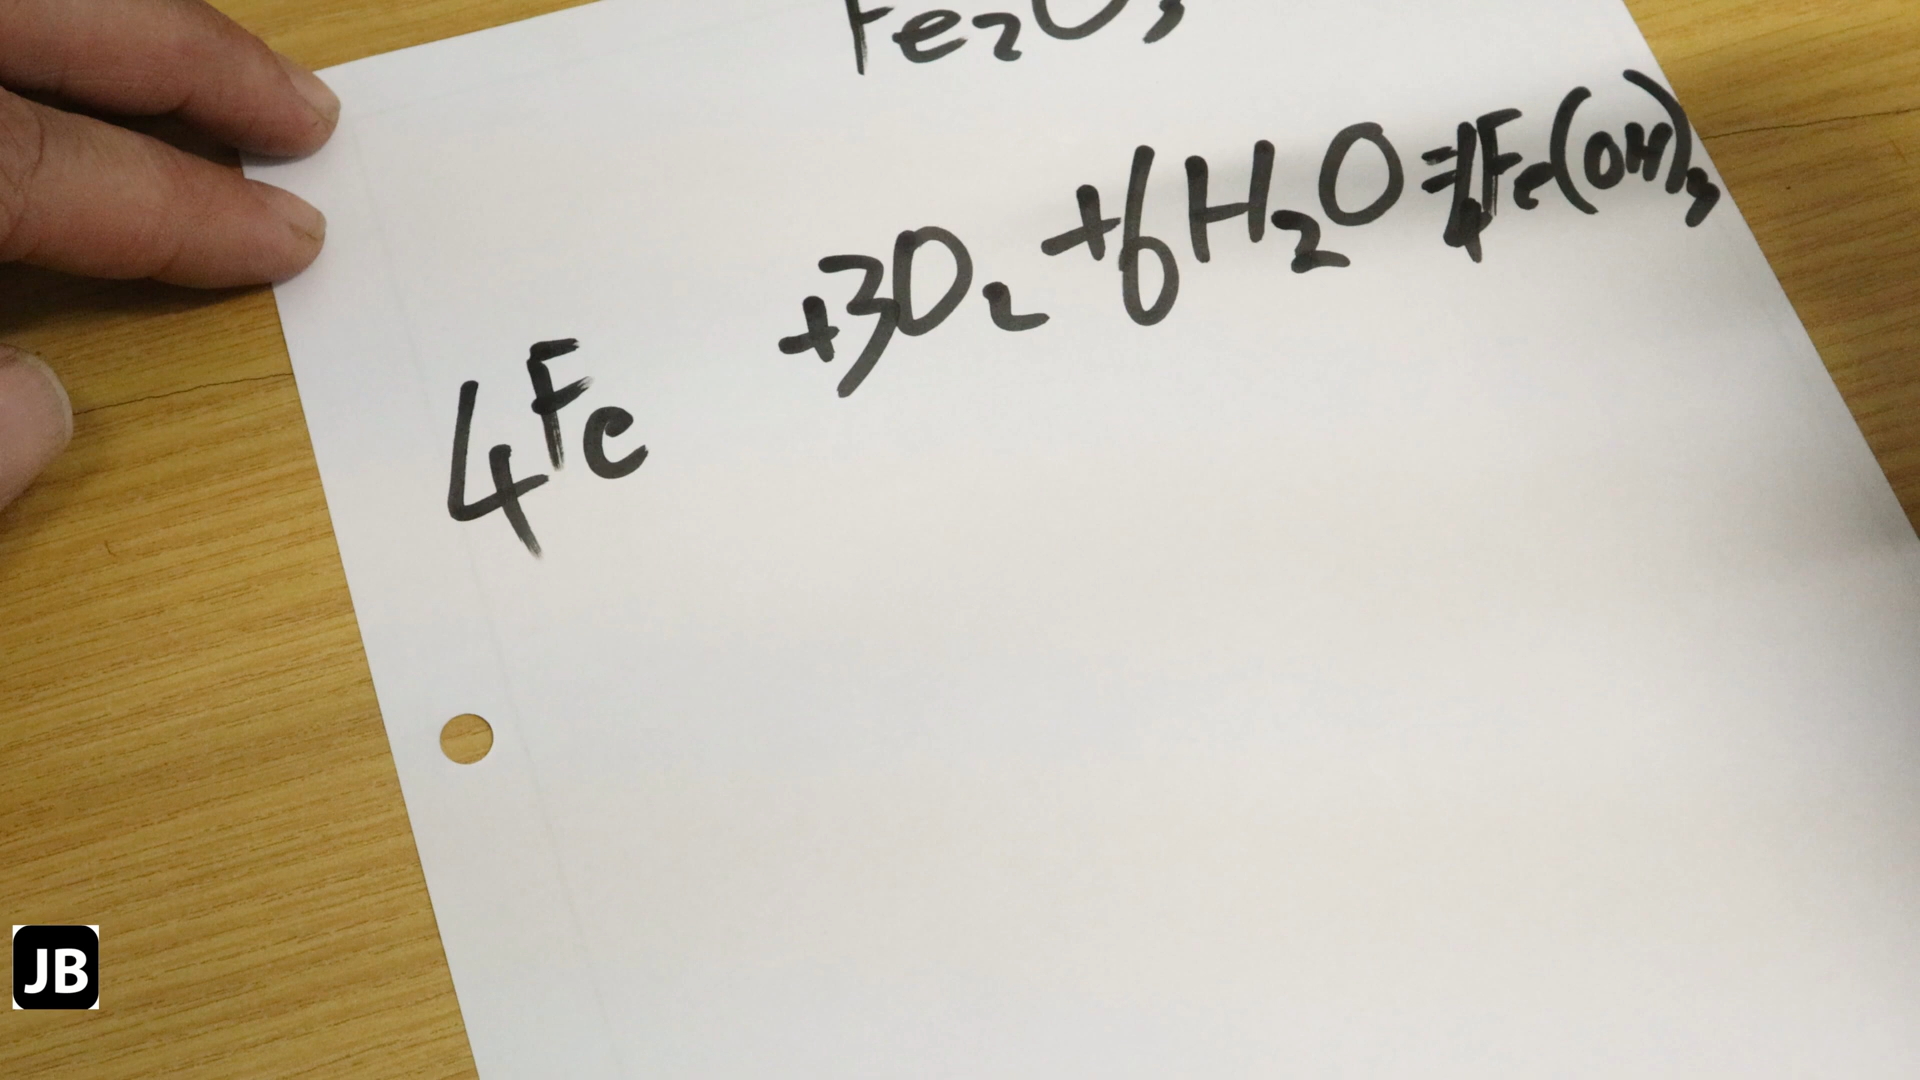 Fe₂O₃
4Fe +3O₂ +6H₂O = 4Fe(OH)₃
JB